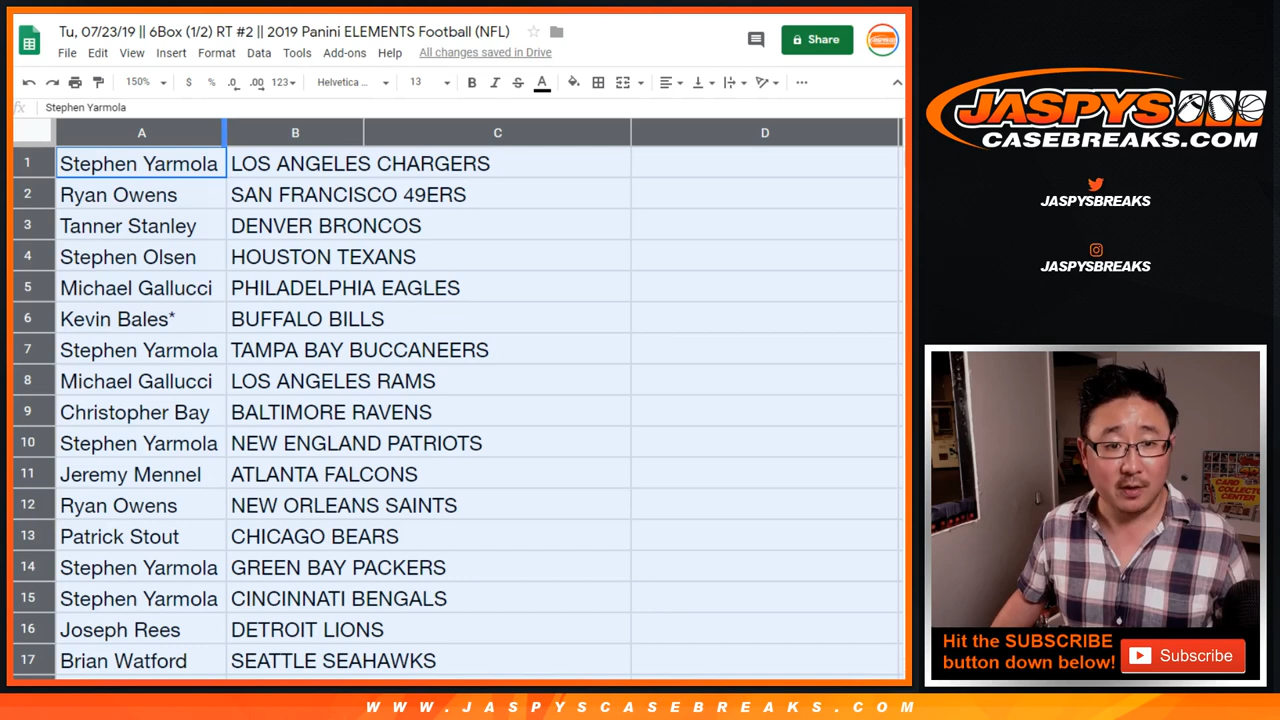 Tu, 07/23/19 || 6Box (1/2) RT #2 || 2019 Panini ELEMENTS Football (NFL)
File Edit View Insert Format Data Tools Add-ons Help All changes saved in Drive
Share
150% $ % .0 .00 123 Helvetica ... 13 B I S A
fx Stephen Yarmola
A B C D
1 Stephen Yarmola LOS ANGELES CHARGERS
2 Ryan Owens SAN FRANCISCO 49ERS
3 Tanner Stanley DENVER BRONCOS
4 Stephen Olsen HOUSTON TEXANS
5 Michael Gallucci PHILADELPHIA EAGLES
6 Kevin Bales* BUFFALO BILLS
7 Stephen Yarmola TAMPA BAY BUCCANEERS
8 Michael Gallucci LOS ANGELES RAMS
9 Christopher Bay BALTIMORE RAVENS
10 Stephen Yarmola NEW ENGLAND PATRIOTS
11 Jeremy Mennel ATLANTA FALCONS
12 Ryan Owens NEW ORLEANS SAINTS
13 Patrick Stout CHICAGO BEARS
14 Stephen Yarmola GREEN BAY PACKERS
15 Stephen Yarmola CINCINNATI BENGALS
16 Joseph Rees DETROIT LIONS
17 Brian Watford SEATTLE SEAHAWKS
JASPYS
CASEBREAKS.COM
JASPYSBREAKS
JASPYSBREAKS
CARD
COLLECTOR
CENTER
Hit the SUBSCRIBE
button down below!
Subscribe
WWW.JASPYSCASEBREAKS.COM